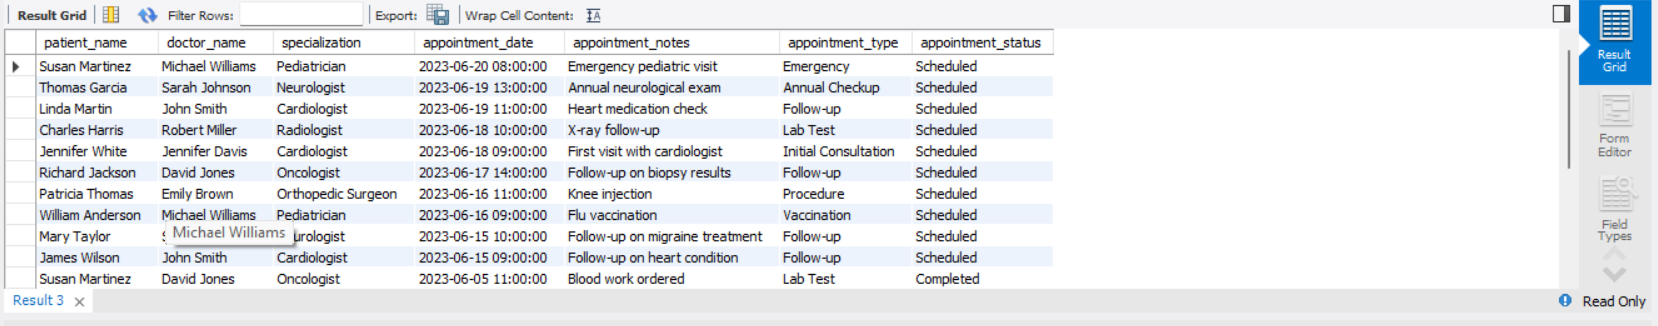 Result Grid Filter Rows: Export: Wrap Cell Content: IA
patient_name doctor_name specialization appointment_date appointment_notes appointment_type appointment_status
Susan Martinez Michael Williams Pediatrician 2023-06-20 08:00:00 Emergency pediatric visit Emergency Scheduled
Thomas Garcia Sarah Johnson Neurologist 2023-06-19 13:00:00 Annual neurological exam Annual Checkup Scheduled
Linda Martin John Smith Cardiologist 2023-06-19 11:00:00 Heart medication check Follow-up Scheduled
Charles Harris Robert Miller Radiologist 2023-06-18 10:00:00 X-ray follow-up Lab Test Scheduled
Jennifer White Jennifer Davis Cardiologist 2023-06-18 09:00:00 First visit with cardiologist Initial Consultation Scheduled
Richard Jackson David Jones Oncologist 2023-06-17 14:00:00 Follow-up on biopsy results Follow-up Scheduled
Patricia Thomas Emily Brown Orthopedic Surgeon 2023-06-16 11:00:00 Knee injection Procedure Scheduled
William Anderson Michael Williams Pediatrician 2023-06-16 09:00:00 Flu vaccination Vaccination Scheduled
Michael Williams
Mary Taylor urologist 2023-06-15 10:00:00 Follow-up on migraine treatment Follow-up Scheduled
James Wilson John Smith Cardiologist 2023-06-15 09:00:00 Follow-up on heart condition Follow-up Scheduled
Susan Martinez David Jones Oncologist 2023-06-05 11:00:00 Blood work ordered Lab Test Completed
Result 3
Result
Grid
Form
Editor
Field
Types
Read Only